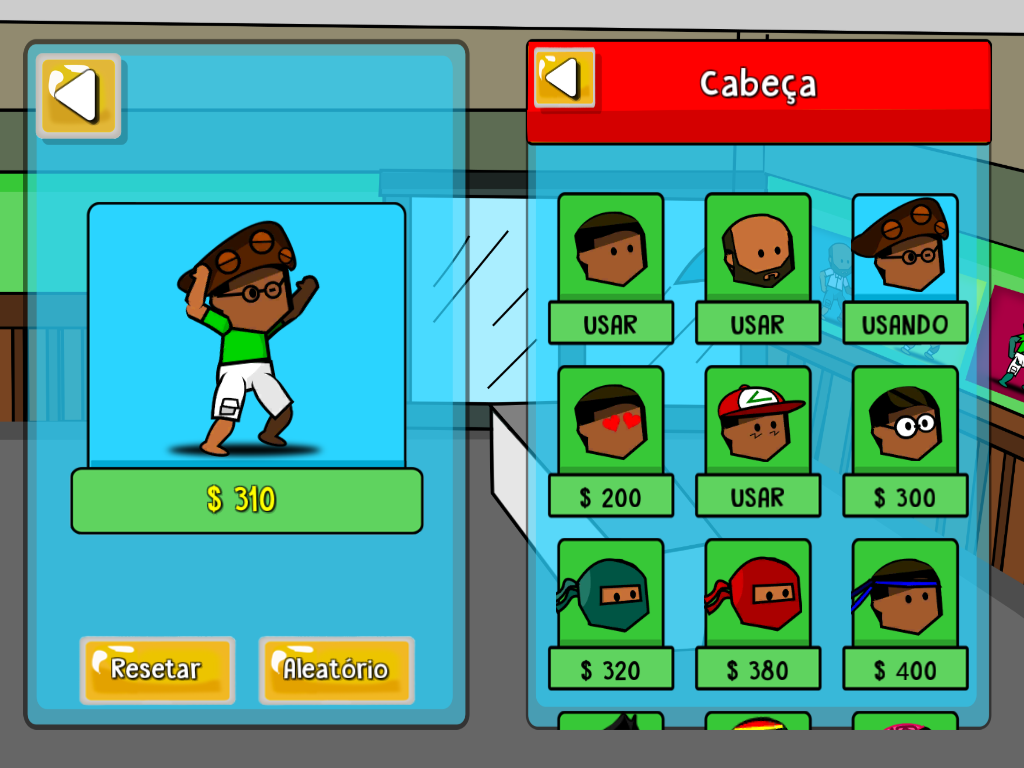 Cabeça
USAR
USAR
USANDO
$ 200
USAR
$ 300
$ 320
$ 380
$ 400
$ 310
Resetar
Aleatório